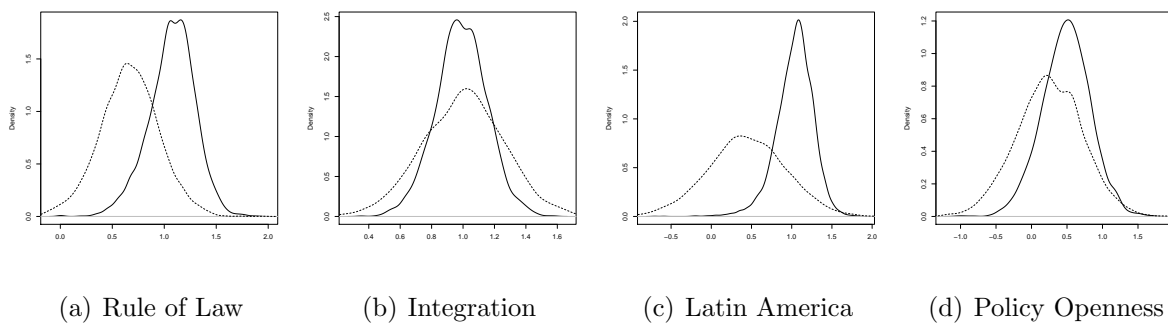 Density
0.0 0.5 1.0 1.5
0.0 0.5 1.0 1.5 2.0
(a) Rule of Law
Density
0.0 0.5 1.0 1.5 2.0 2.5
0.4 0.6 0.8 1.0 1.2 1.4 1.6
(b) Integration
Density
0.0 0.5 1.0 1.5 2.0
−0.5 0.0 0.5 1.0 1.5 2.0
(c) Latin America
Density
0.0 0.2 0.4 0.6 0.8 1.0 1.2
−1.0 −0.5 0.0 0.5 1.0 1.5
(d) Policy Openness